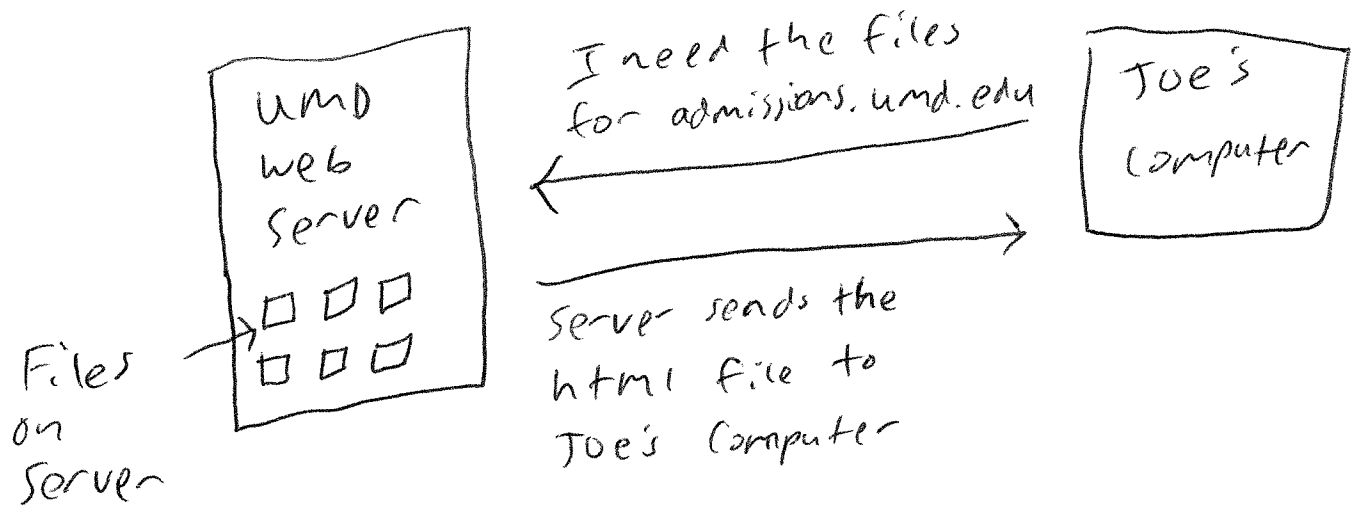 UMD
web
server
I need the files
for admissions.umd.edu
Joe's
Computer
Server sends the
html file to
Joe's Computer
Files
on
Server